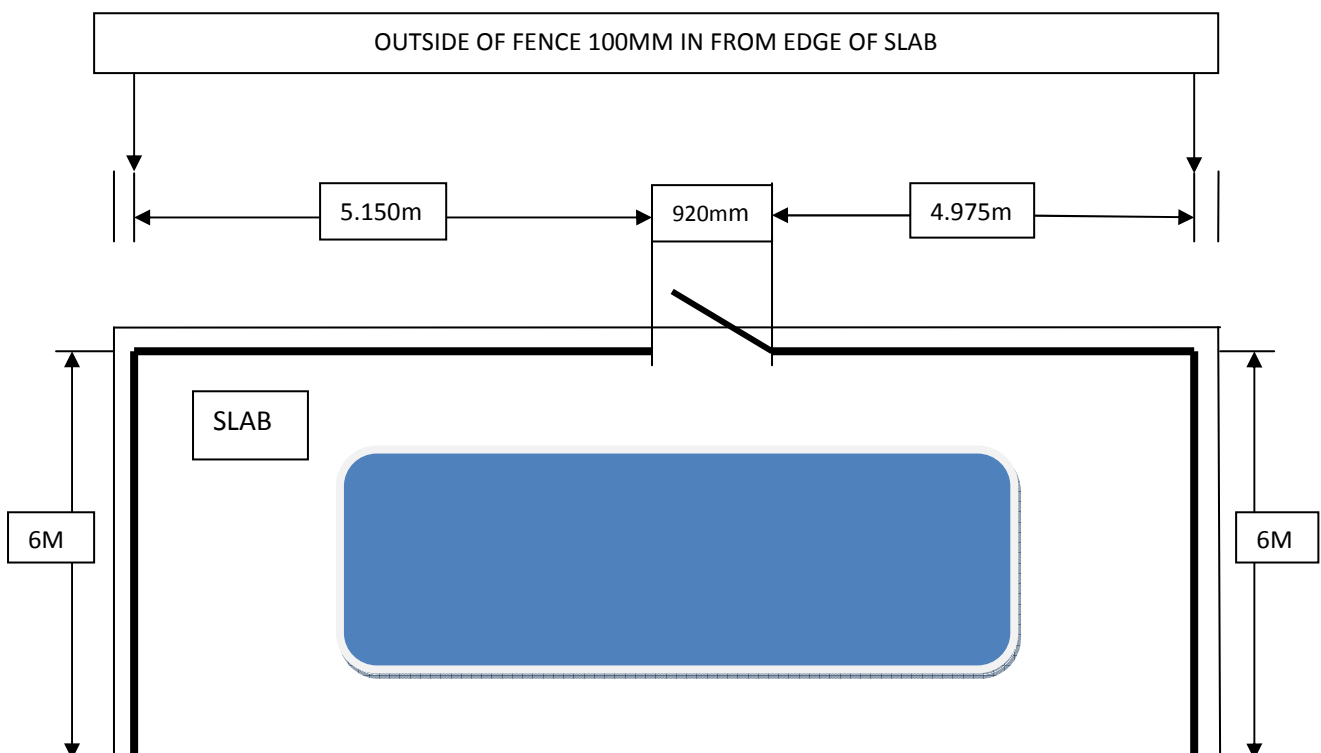 OUTSIDE OF FENCE 100MM IN FROM EDGE OF SLAB
5.150m
920mm
4.975m
SLAB
6M
6M